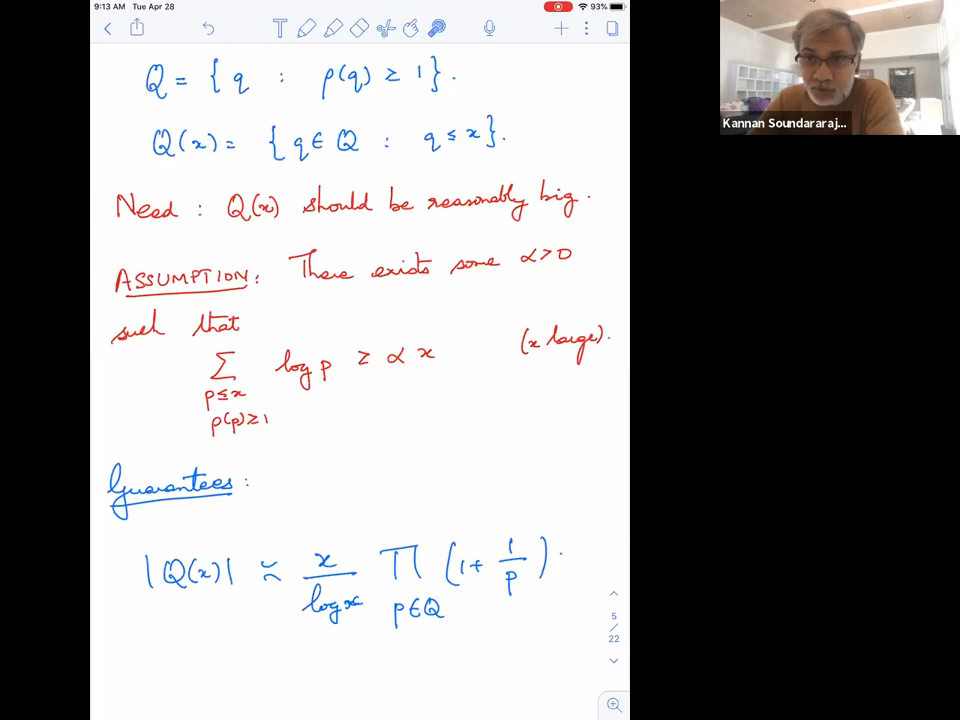 9:13 AM Tue Apr 28
93%
Q = { q : ρ(q) ≥ 1 }.
Q(x) = { q ∈ Q : q ≤ x }.
Need : Q(x) should be reasonably big.
ASSUMPTION : There exists some α > 0
such that
∑ log p ≥ α x (x large).
p ≤ x
ρ(p) ≥ 1
Guarantees :
|Q(x)| ≍ x / log x ∏ (1 + 1/p).
p ∈ Q
5
/
22
Kannan Soundararaj...